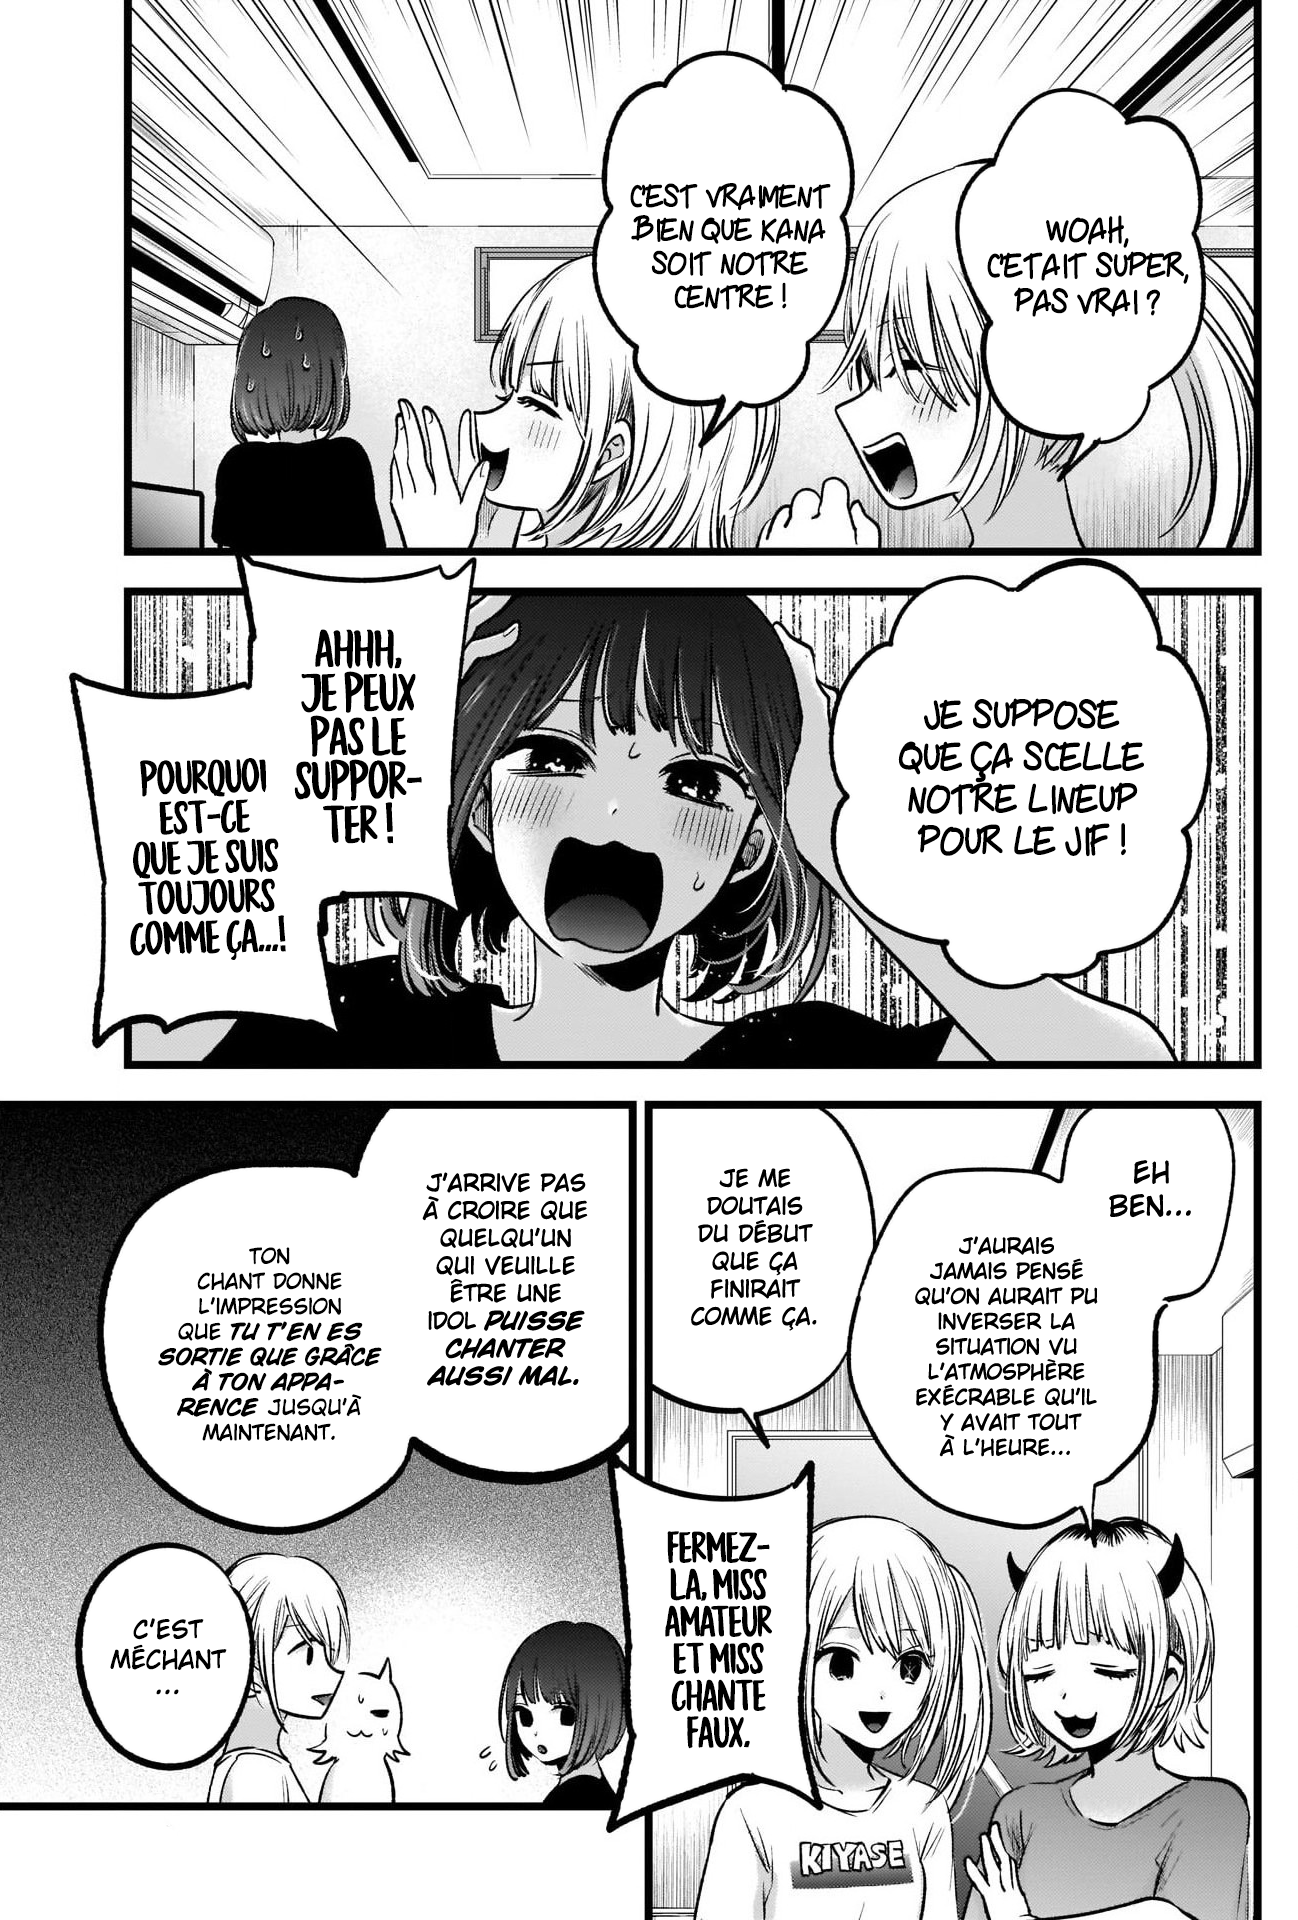 WOAH,
C'ETAIT SUPER,
PAS VRAI ?
C'EST VRAIMENT
BIEN QUE KANA
SOIT NOTRE
CENTRE !
JE SUPPOSE
QUE ÇA SCELLE
NOTRE LINEUP
POUR LE JIF !
AHHH,
JE PEUX
PAS LE
SUPPOR-
TER !
POURQUOI
EST-CE
QUE JE SUIS
TOUJOURS
COMME ÇA...!
EH
BEN...
J'AURAIS
JAMAIS PENSÉ
QU'ON AURAIT PU
INVERSER LA
SITUATION VU
L'ATMOSPHÈRE
EXÉCRABLE QU'IL
Y AVAIT TOUT
À L'HEURE...
JE ME
DOUTAIS
DU DÉBUT
QUE ÇA
FINIRAIT
COMME ÇA.
FERMEZ-
LA, MISS
AMATEUR
ET MISS
CHANTE
FAUX.
KIYASE
J'ARRIVE PAS
À CROIRE QUE
QUELQU'UN
QUI VEUILLE
ÊTRE UNE
IDOL PUISSE
CHANTER
AUSSI MAL.
TON
CHANT DONNE
L'IMPRESSION
QUE TU T'EN ES
SORTIE QUE GRÂCE
À TON APPA-
RENCE JUSQU'À
MAINTENANT.
C'EST
MÉCHANT
...